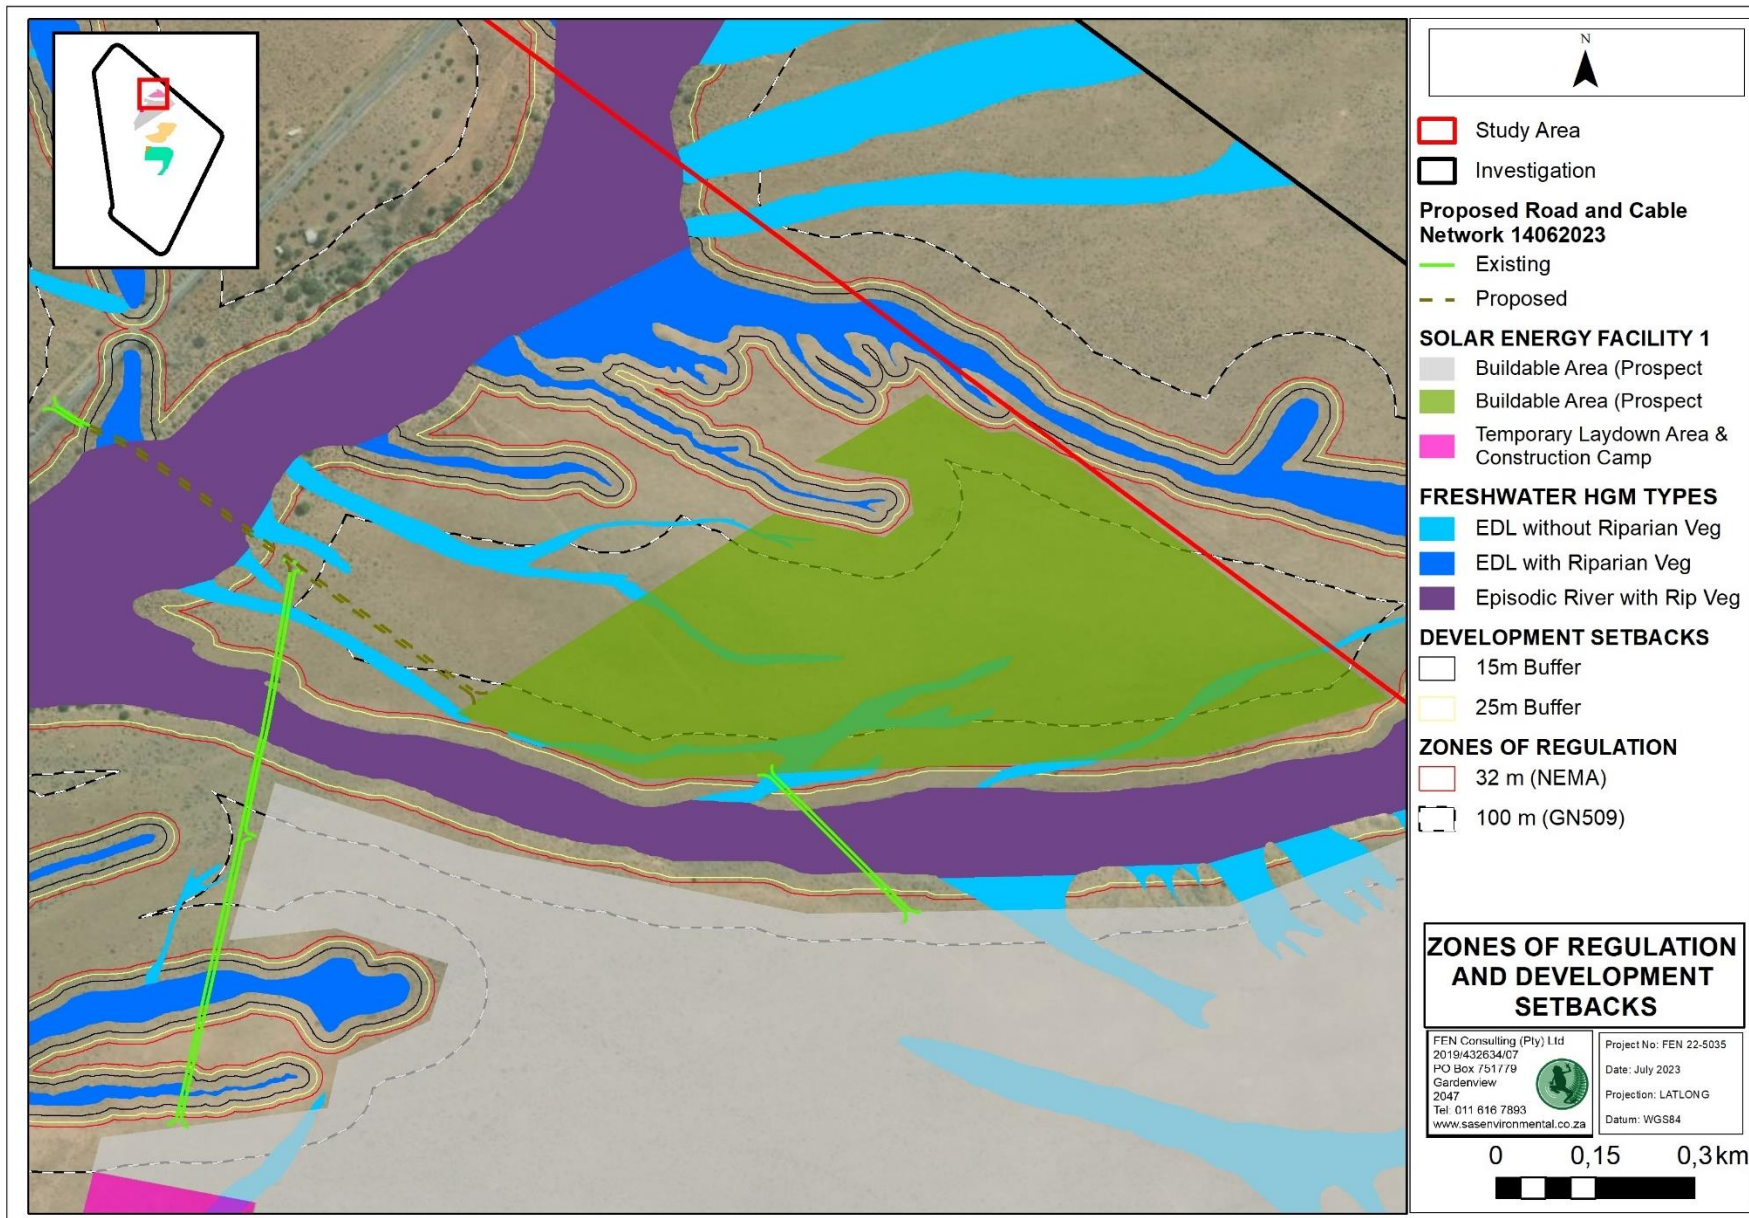 N
Study Area
Investigation
Proposed Road and Cable
Network 14062023
Existing
Proposed
SOLAR ENERGY FACILITY 1
Buildable Area (Prospect
Buildable Area (Prospect
Temporary Laydown Area &
Construction Camp
FRESHWATER HGM TYPES
EDL without Riparian Veg
EDL with Riparian Veg
Episodic River with Rip Veg
DEVELOPMENT SETBACKS
15m Buffer
25m Buffer
ZONES OF REGULATION
32 m (NEMA)
100 m (GN509)
ZONES OF REGULATION
AND DEVELOPMENT
SETBACKS
FEN Consulting (Pty) Ltd
2019/432634/07
PO Box 751779
Gardenview
2047
Tel: 011 616 7893
www.sasenvironmental.co.za
Project No: FEN 22-5035
Date: July 2023
Projection: LATLONG
Datum: WGS84
0 0,15 0,3 km